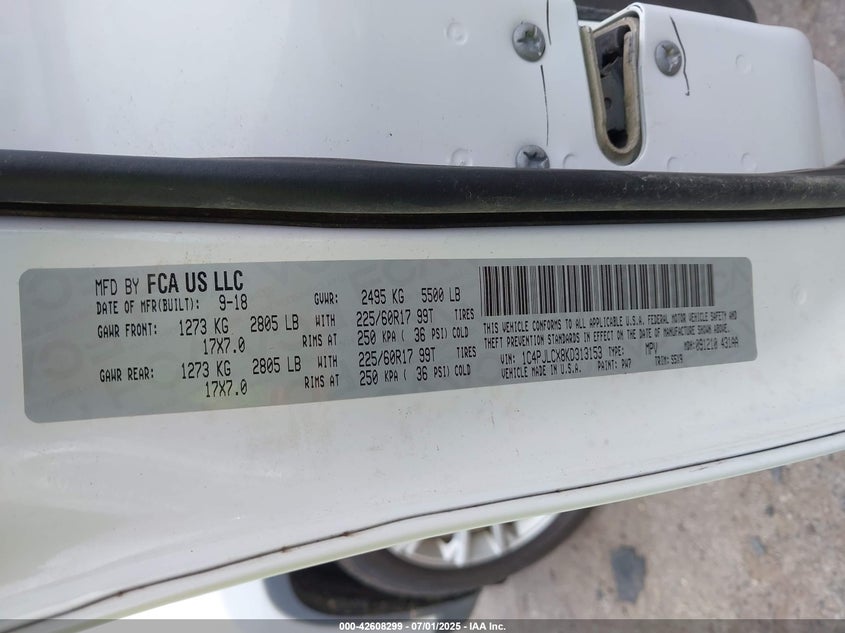 MFD BY FCA US LLC
DATE OF MFR(BUILT): 9-18 GVWR: 2495 KG 5500 LB
GAWR FRONT: 1273 KG 2805 LB WITH 225/60R17 99T TIRES
17X7.0 RIMS AT 250 KPA ( 36 PSI) COLD
GAWR REAR: 1273 KG 2805 LB WITH 225/60R17 99T TIRES
17X7.0 RIMS AT 250 KPA ( 36 PSI) COLD
THIS VEHICLE CONFORMS TO ALL APPLICABLE U.S.A. FEDERAL MOTOR VEHICLE SAFETY AND
THEFT PREVENTION STANDARDS IN EFFECT ON THE DATE OF MANUFACTURE SHOWN ABOVE.
VIN: 1C4PJLCX8KD313153 TYPE: MPV MDH: 091210 431AA
VEHICLE MADE IN U.S.A. PAINT: PW7 TRIM: S5T9
000-42608299 - 07/01/2025 - IAA Inc.